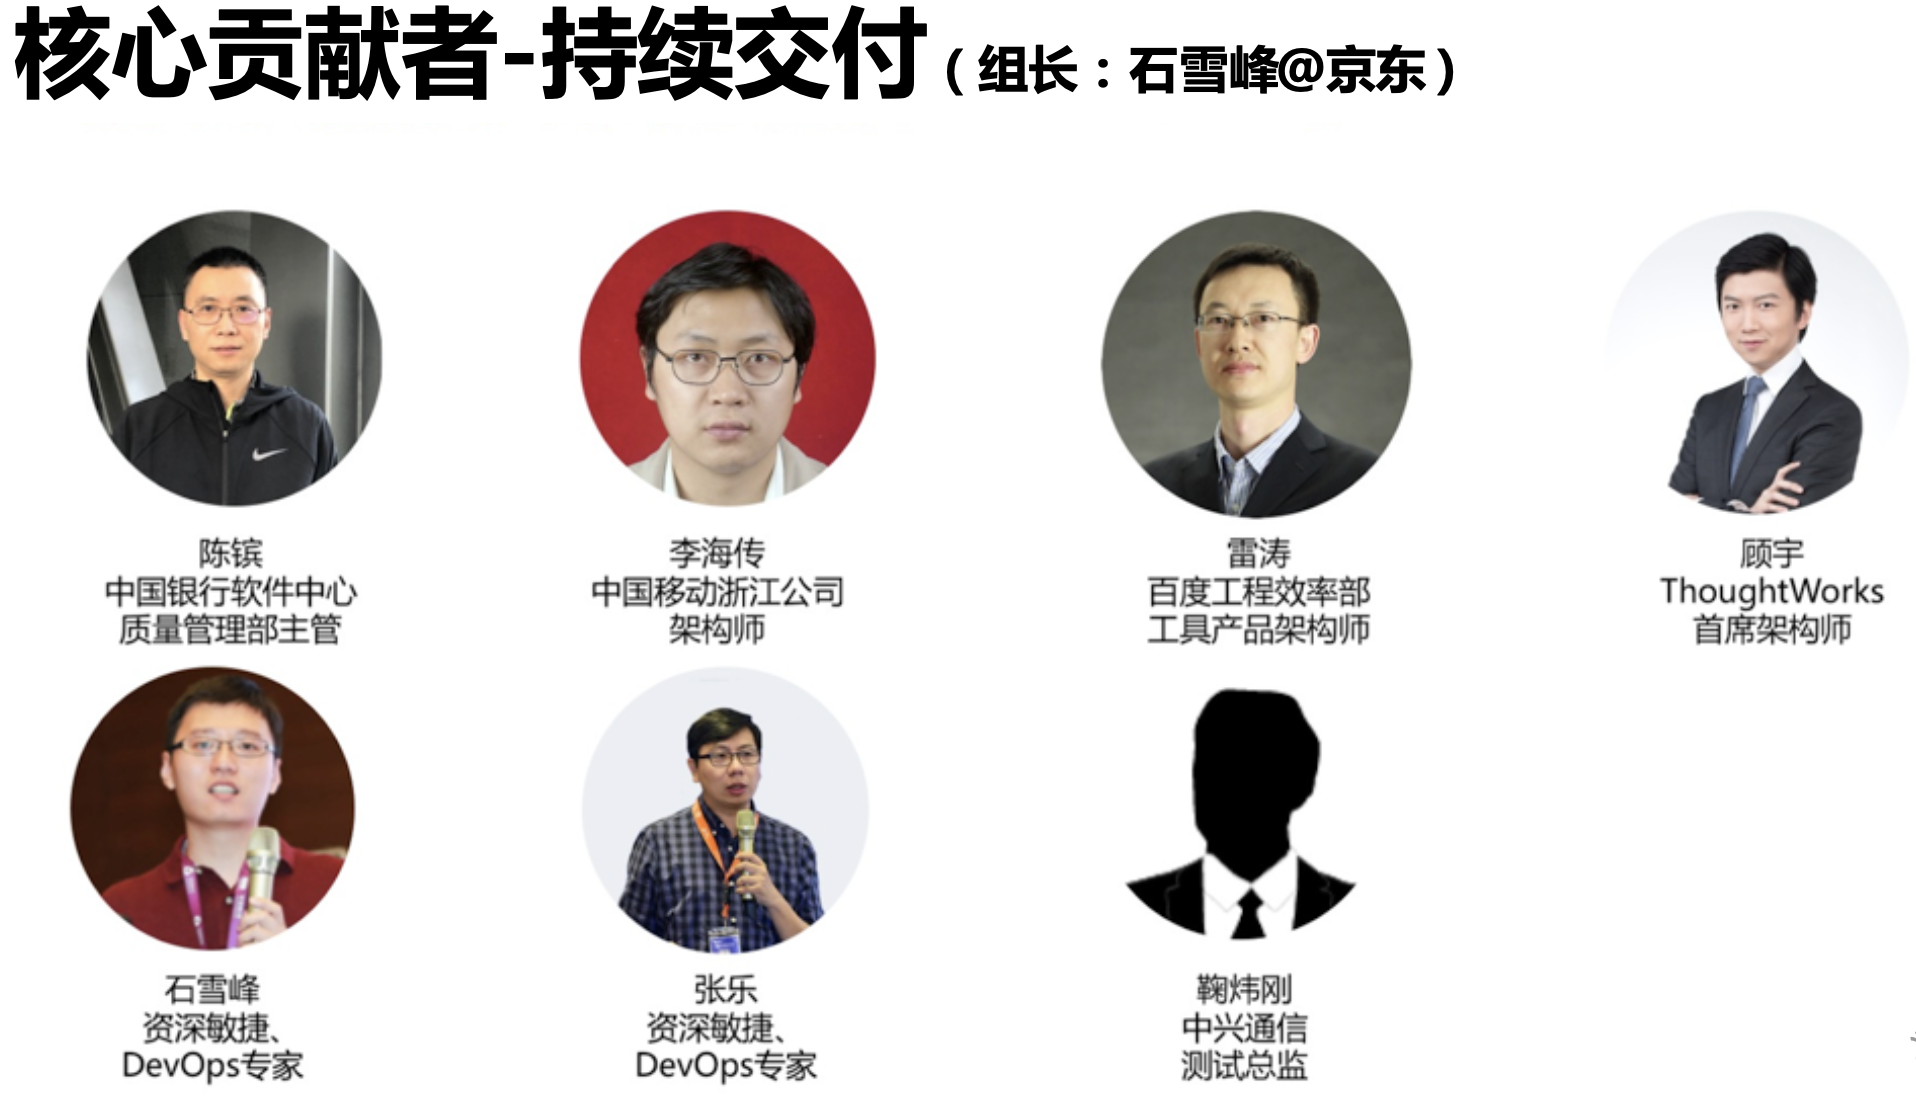 核心贡献者-持续交付（组长：石雪峰@京东）
陈镔
中国银行软件中心
质量管理部主管
李海传
中国移动浙江公司
架构师
雷涛
百度工程效率部
工具产品架构师
顾宇
ThoughtWorks
首席架构师
石雪峰
资深敏捷、
DevOps专家
张乐
资深敏捷、
DevOps专家
鞠炜刚
中兴通信
测试总监